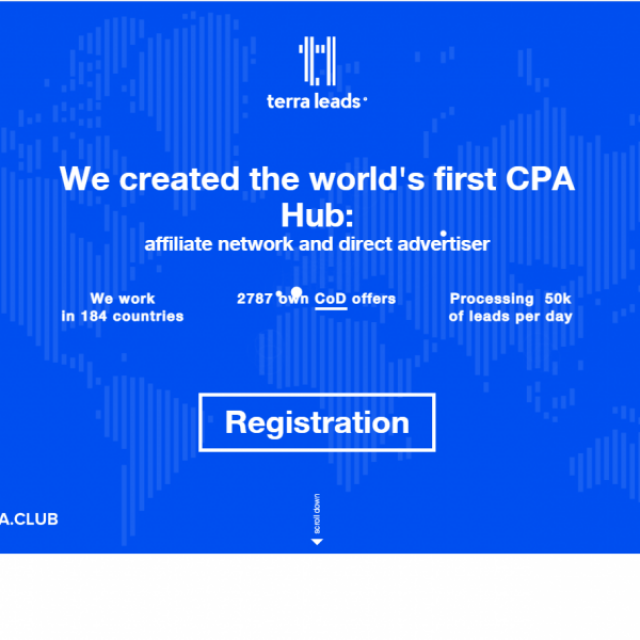 terra leads
We created the world's first CPA
Hub:
affiliate network and direct advertiser
We work
in 184 countries
2787 own CoD offers
Processing 50k
of leads per day
Registration
scroll down
A.CLUB